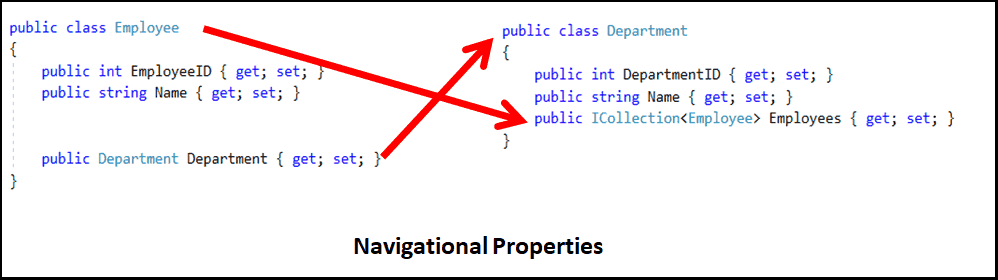 public class Employee
{
public int EmployeeID { get; set; }
public string Name { get; set; }
public Department Department { get; set; }
}
public class Department
{
public int DepartmentID { get; set; }
public string Name { get; set; }
public ICollection<Employee> Employees { get; set; }
}
Navigational Properties